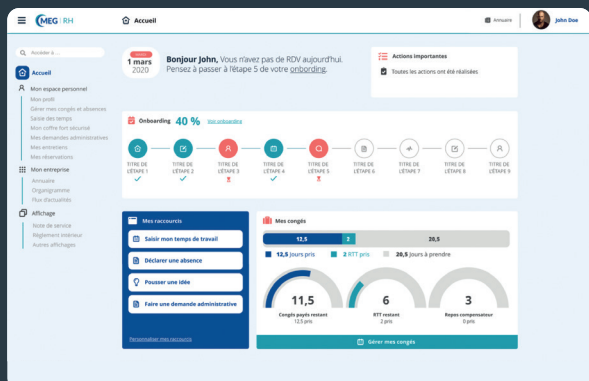 MEG | RH
Accueil
Annuaire
John Doe
Accéder à ...
Accueil
Mon espace personnel
Mon profil
Gérer mes congé et absences
Saisie des temps
Mon coffre fort sécurisé
Mes demandes administratives
Mes entretiens
Mes réservations
Mon entreprise
Annuaire
Organigramme
Flux d'actualités
Affichage
Note de service
Règlement intérieur
Autres affichages
1 mars
2020
Bonjour John, Vous n'avez pas de RDV aujourd'hui.
Pensez à passer à l'étape 5 de votre onbording.
Actions importantes
Toutes les actions ont été réalisées
Onboarding 40 % Voir onboarding
TITRE DE
L'ÉTAPE 1
TITRE DE
L'ÉTAPE 2
TITRE DE
L'ÉTAPE 3
TITRE DE
L'ÉTAPE 4
TITRE DE
L'ÉTAPE 5
TITRE DE
L'ÉTAPE 6
TITRE DE
L'ÉTAPE 7
TITRE DE
L'ÉTAPE 8
TITRE DE
L'ÉTAPE 9
Mes raccourcis
Saisir mon temps de travail
Déclarer une absence
Pousser une idée
Faire une demande administrative
Personnaliser mes raccourcis
Mes congés
12,5 2 20,5
12,5 Jours pris 2 RTT pris 20,5 Jours à prendre
11,5
Congés payés restant
12,5 pris
6
RTT restant
2 pris
3
Repos compensateur
0 pris
Gérer mes congés